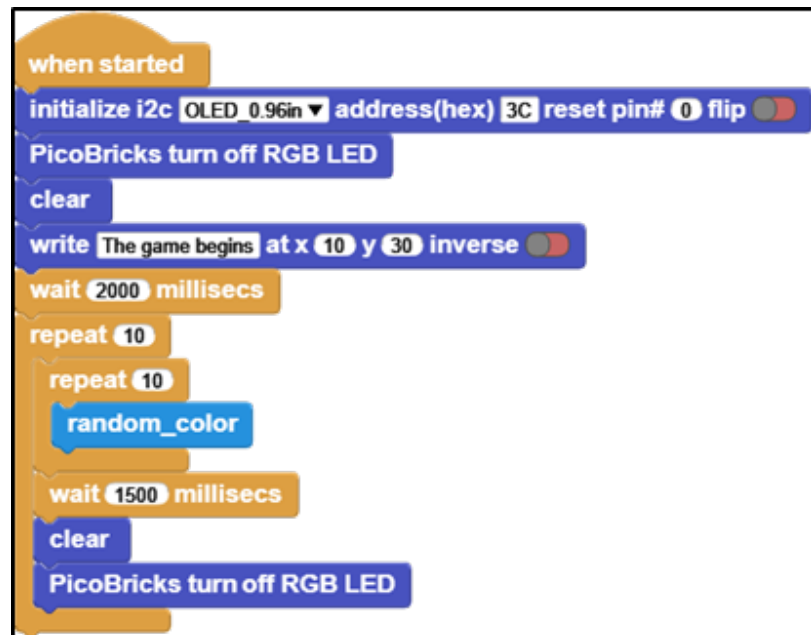 when started
initialize i2c OLED_0.96in address(hex) 3C reset pin# 0 flip
PicoBricks turn off RGB LED
clear
write The game begins at x 10 y 30 inverse
wait 2000 millisecs
repeat 10
repeat 10
random_color
wait 1500 millisecs
clear
PicoBricks turn off RGB LED